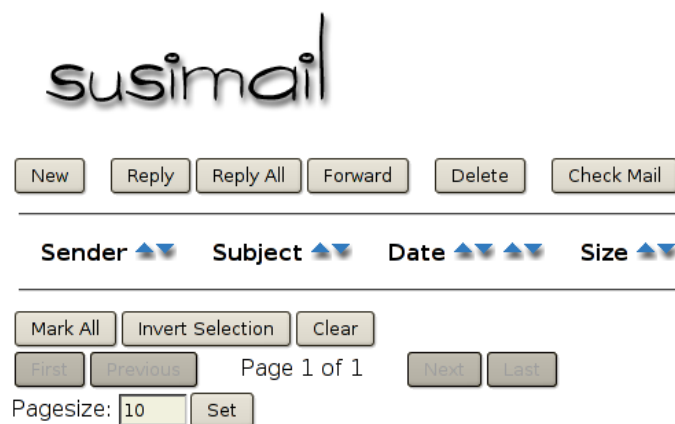 susimail
New Reply Reply All Forward Delete Check Mail
Sender Subject Date Size
Mark All Invert Selection Clear
First Previous Page 1 of 1 Next Last
Pagesize: 10 Set